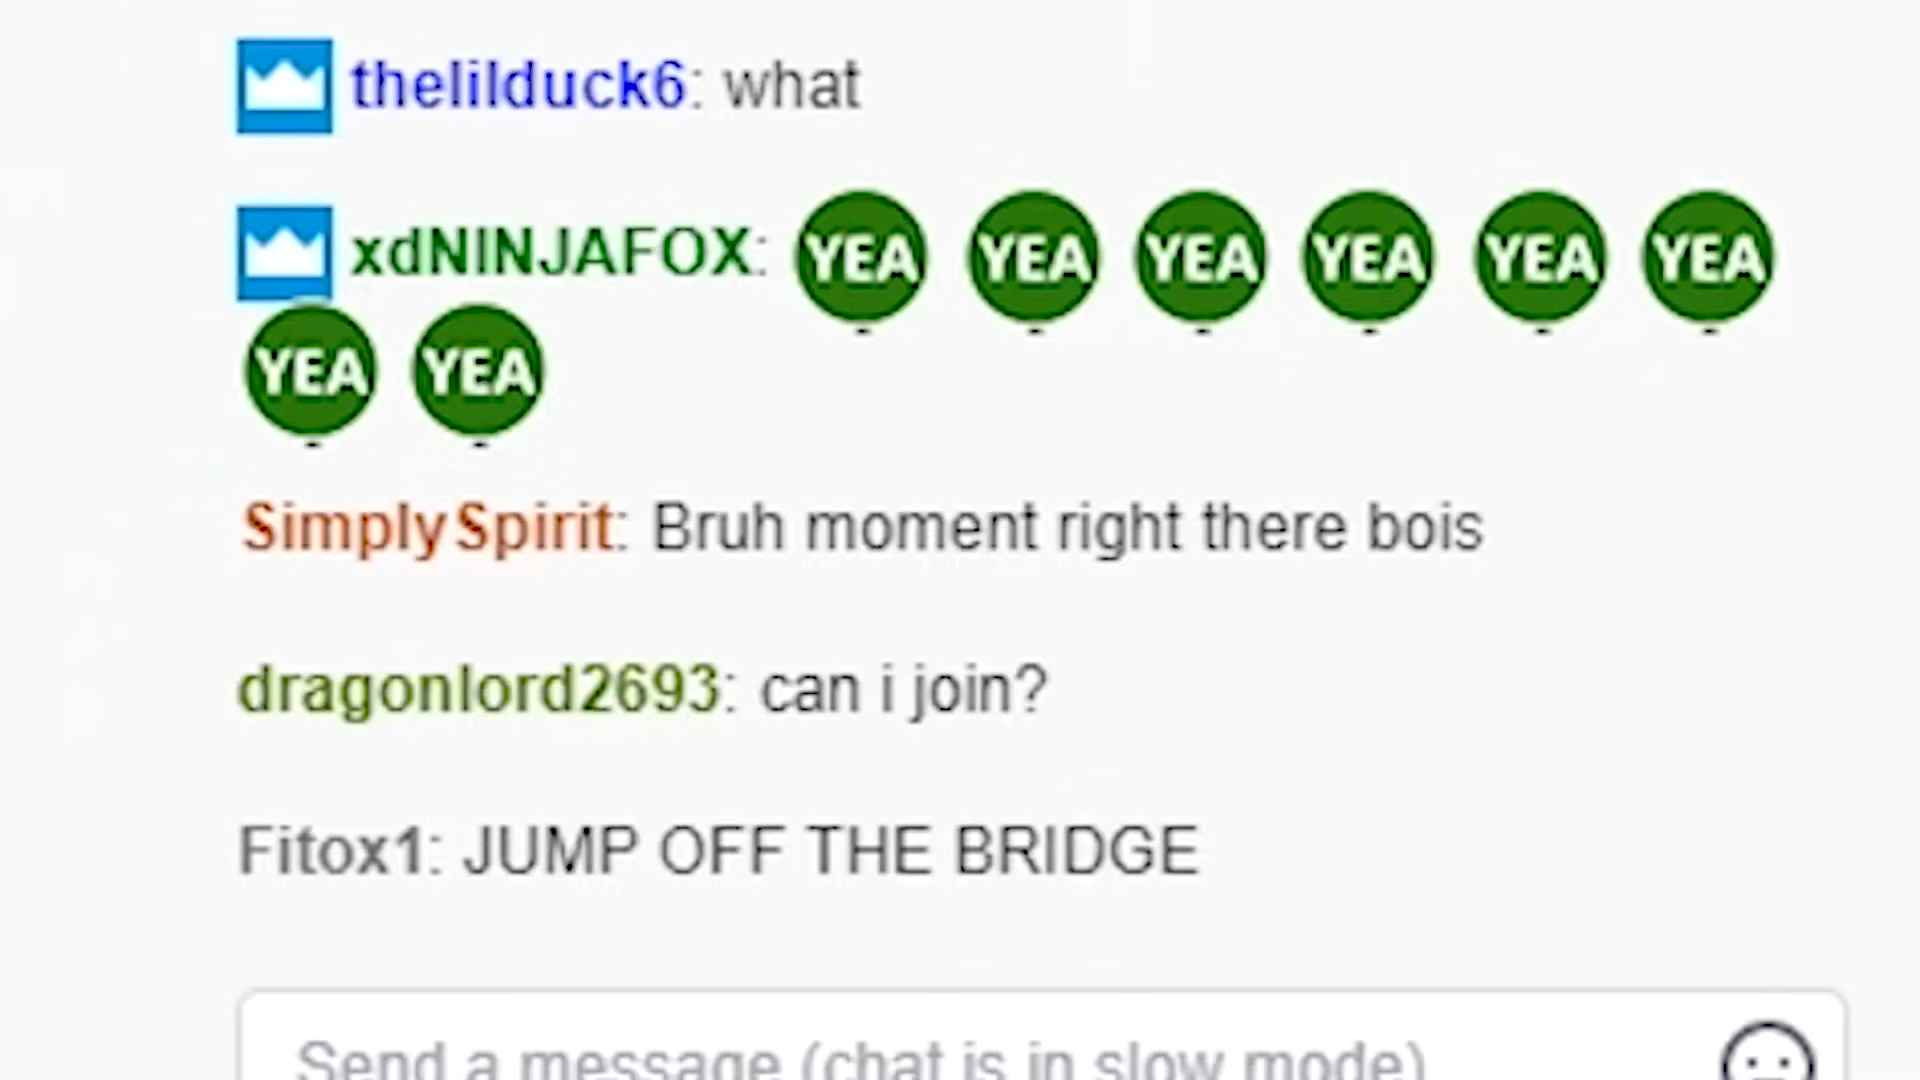 thelilduck6: what
xdNINJAFOX: YEA YEA YEA YEA YEA YEA
YEA YEA
SimplySpirit: Bruh moment right there bois
dragonlord2693: can i join?
Fitox1: JUMP OFF THE BRIDGE
Send a message (chat is in slow mode)